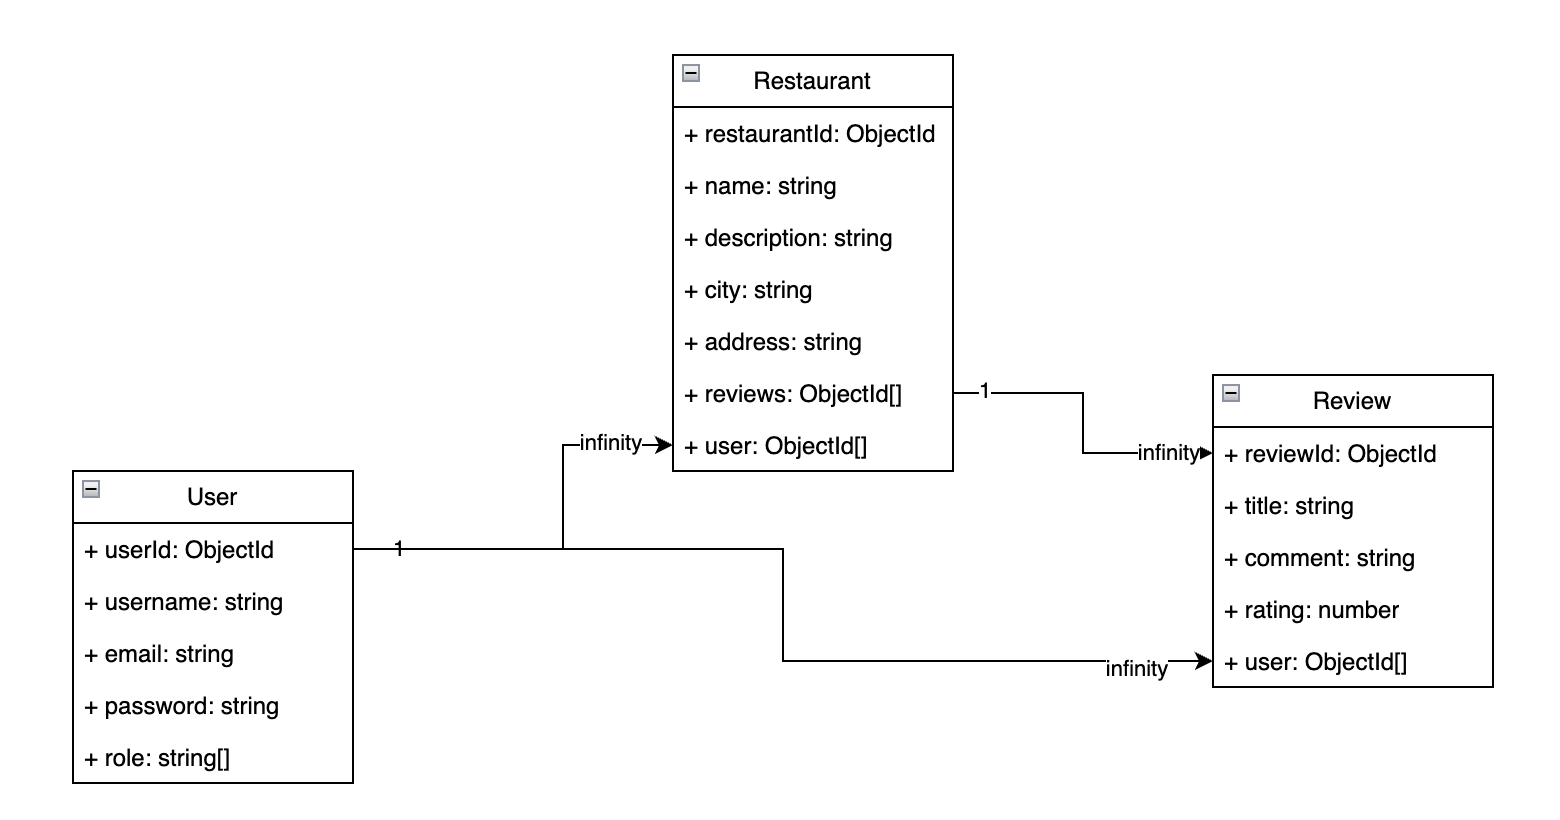 Restaurant
+ restaurantId: ObjectId
+ name: string
+ description: string
+ city: string
+ address: string
+ reviews: ObjectId[]
+ user: ObjectId[]
1
infinity
infinity
Review
+ reviewId: ObjectId
+ title: string
+ comment: string
+ rating: number
+ user: ObjectId[]
User
+ userId: ObjectId
+ username: string
+ email: string
+ password: string
+ role: string[]
1
infinity